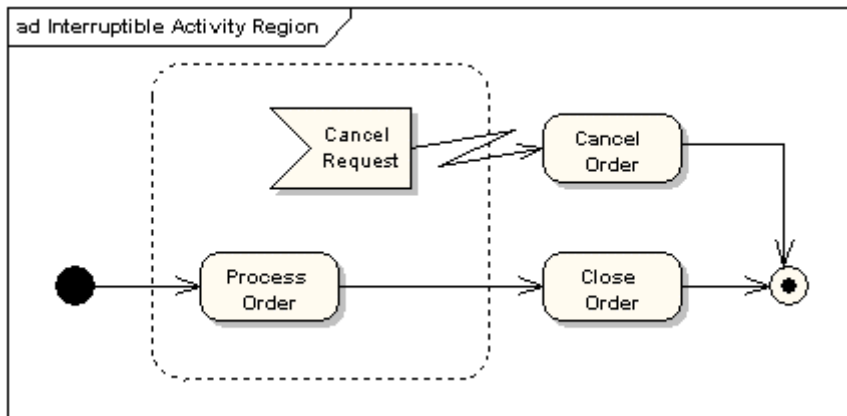 ad Interruptible Activity Region
Cancel
Request
Cancel
Order
Process
Order
Close
Order